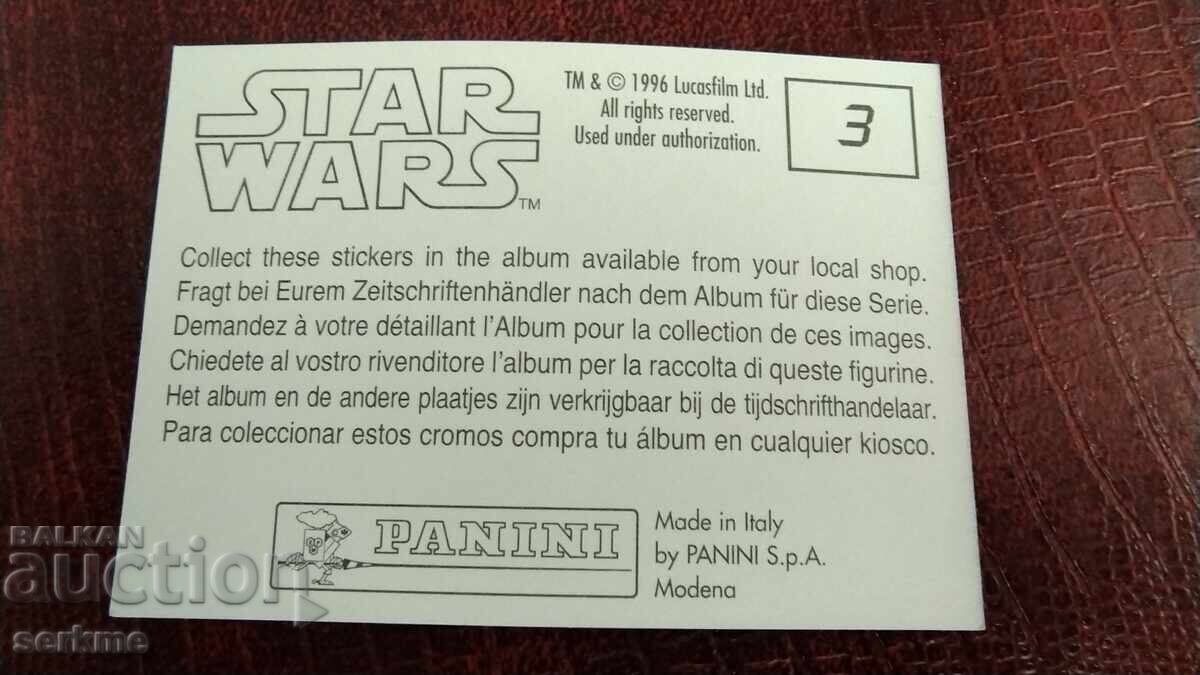 STAR
WARS TM
TM & © 1996 Lucasfilm Ltd.
All rights reserved.
Used under authorization.
3
Collect these stickers in the album available from your local shop.
Fragt bei Eurem Zeitschriftenhändler nach dem Album für diese Serie.
Demandez à votre détaillant l'Album pour la collection de ces images.
Chiedete al vostro rivenditore l'album per la raccolta di queste figurine.
Het album en de andere plaatjes zijn verkrijgbaar bij de tijdschrifthandelaar.
Para coleccionar estos cromos compra tu álbum en cualquier kiosco.
PANINI
Made in Italy
by PANINI S.p.A.
Modena
BALKAN
auction
serkme